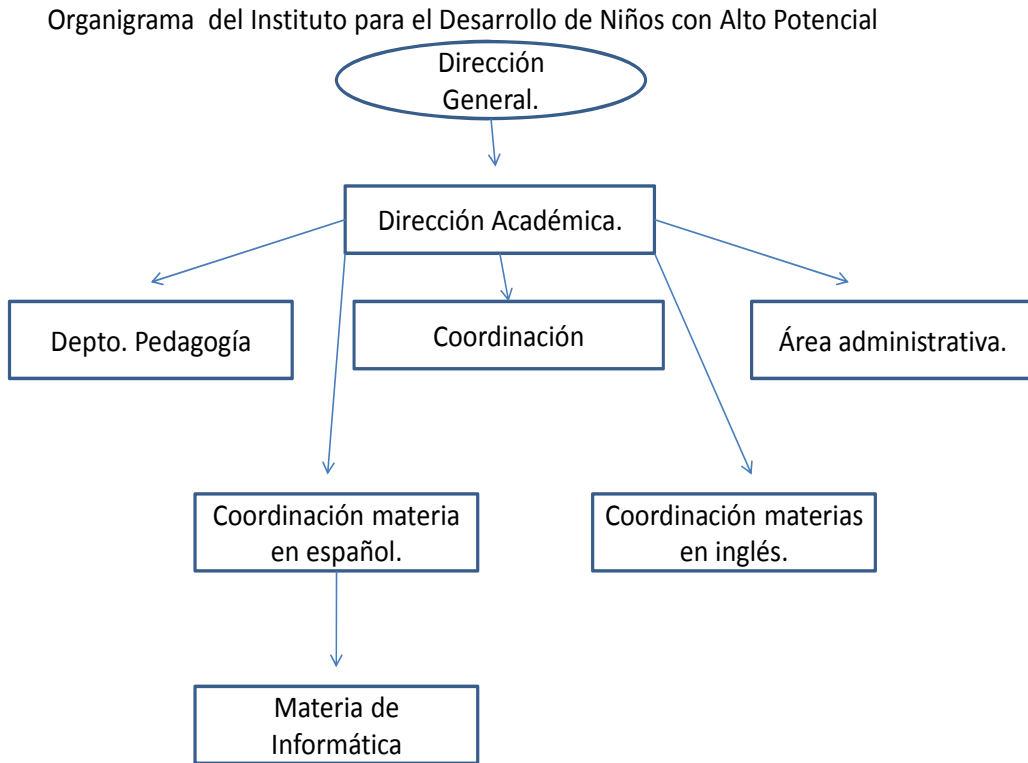 Organigrama  del Instituto para el Desarrollo de Niños con Alto Potencial
Dirección
General.
Dirección Académica.
Depto. Pedagogía
Coordinación
Área administrativa.
Coordinación materia
en español.
Coordinación materias
en inglés.
Materia de
Informática